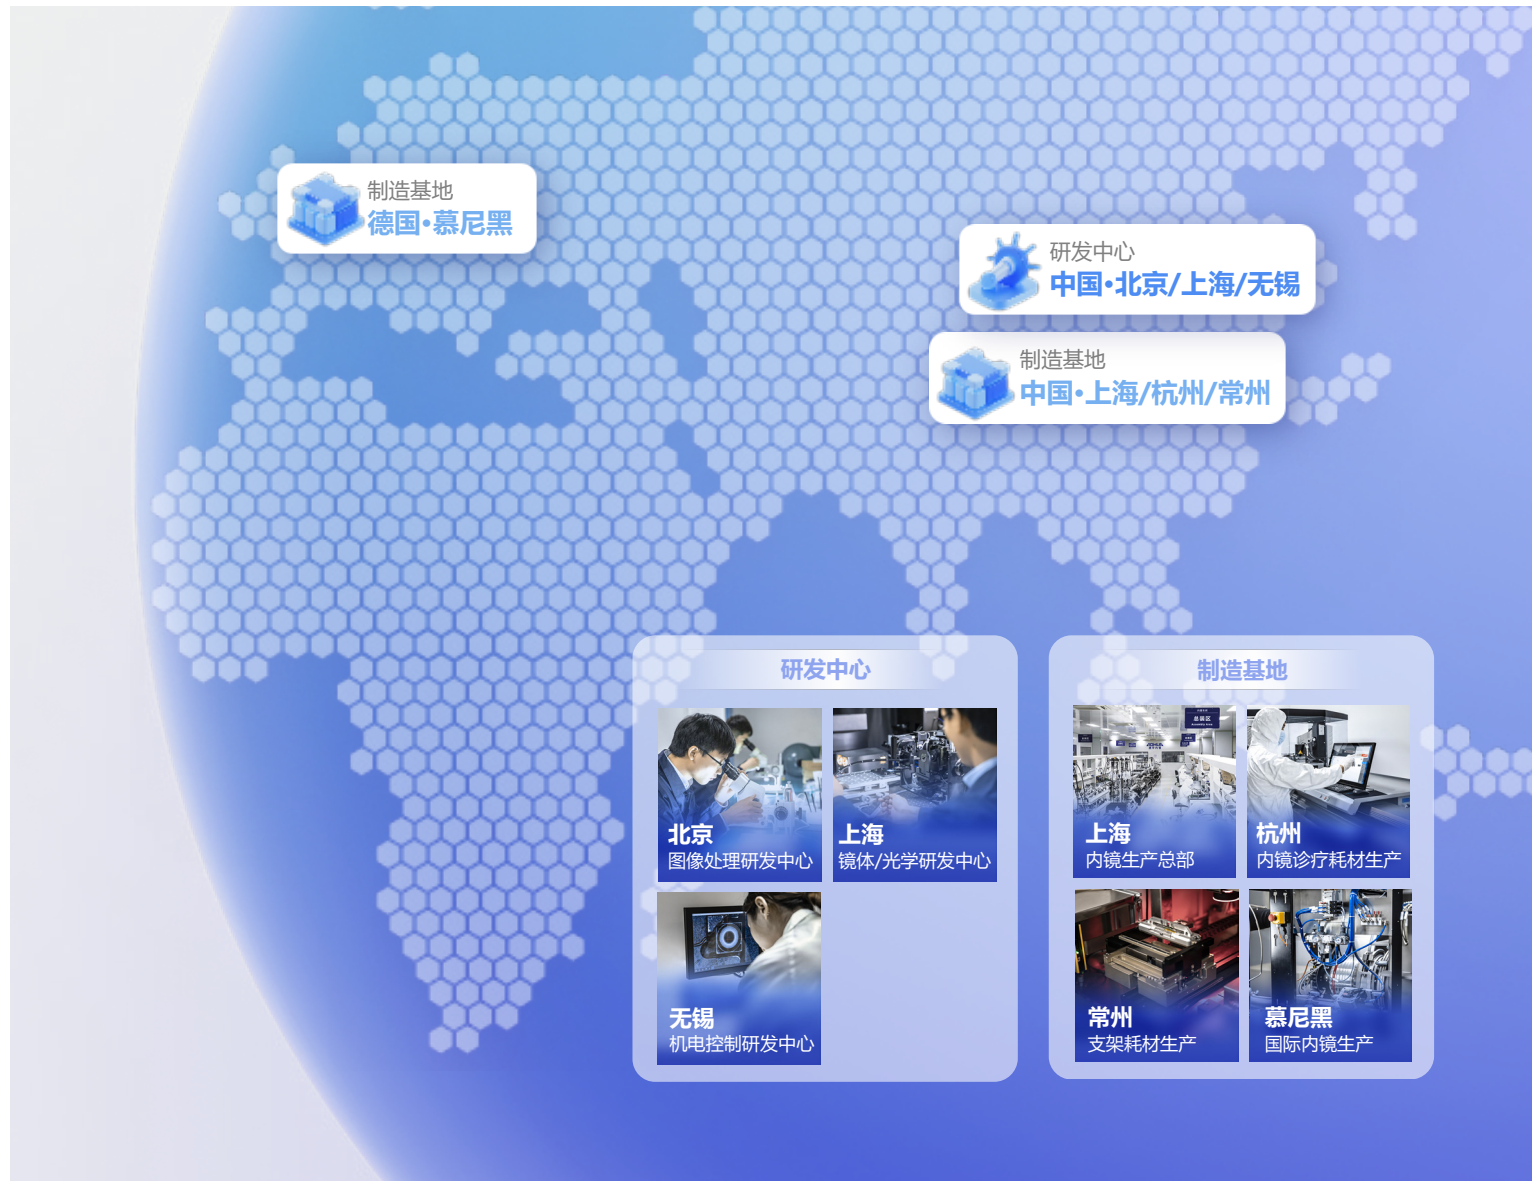 制造基地
德国·慕尼黑
研发中心
中国·北京/上海/无锡
制造基地
中国·上海/杭州/常州
研发中心
北京
图像处理研发中心
上海
镜体/光学研发中心
无锡
机电控制研发中心
制造基地
总装区
上海
内镜生产总部
杭州
内镜诊疗耗材生产
常州
支架耗材生产
慕尼黑
国际内镜生产